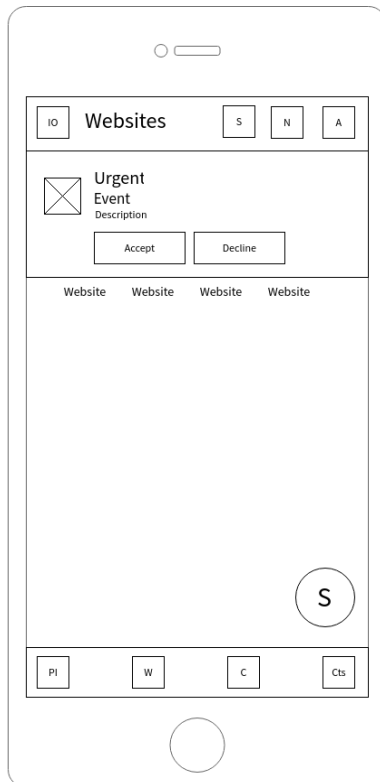 IO Websites S N A
Urgent
Event
Description
Accept Decline
Website Website Website Website
S
PI W C Cts